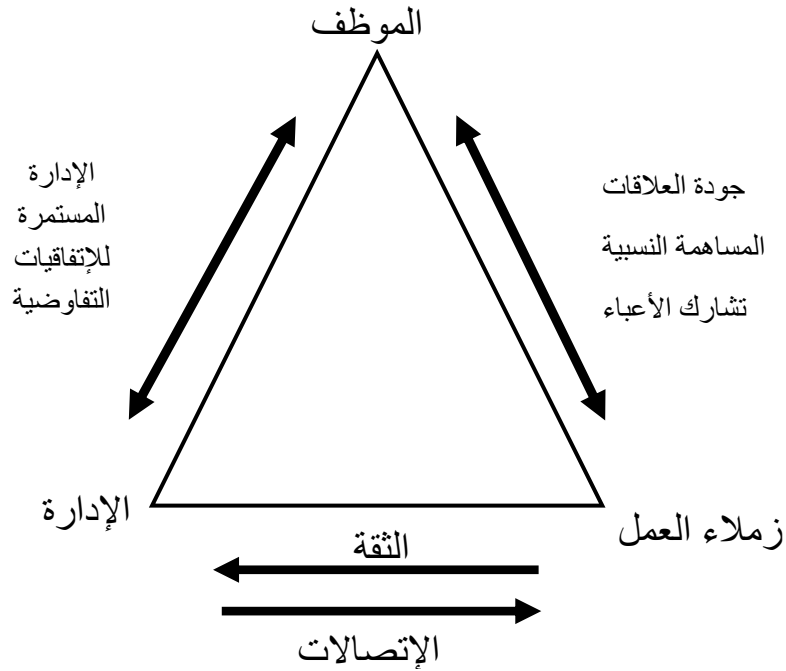 الموظف
الإدارة
المستمرة
للإتفاقيات
التفاوضية
جودة العلاقات
المساهمة النسبية
تشارك الأعباء
الإدارة
زملاء العمل
الثقة
الإتصالات